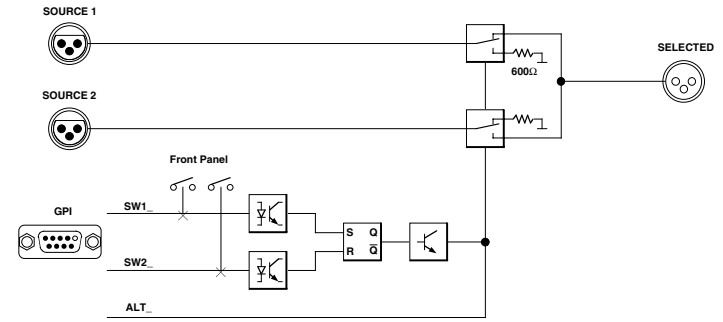 SOURCE 1
SELECTED
600Ω
SOURCE 2
Front Panel
GPI
SW1_
S Q
R Q̅
SW2_
ALT_